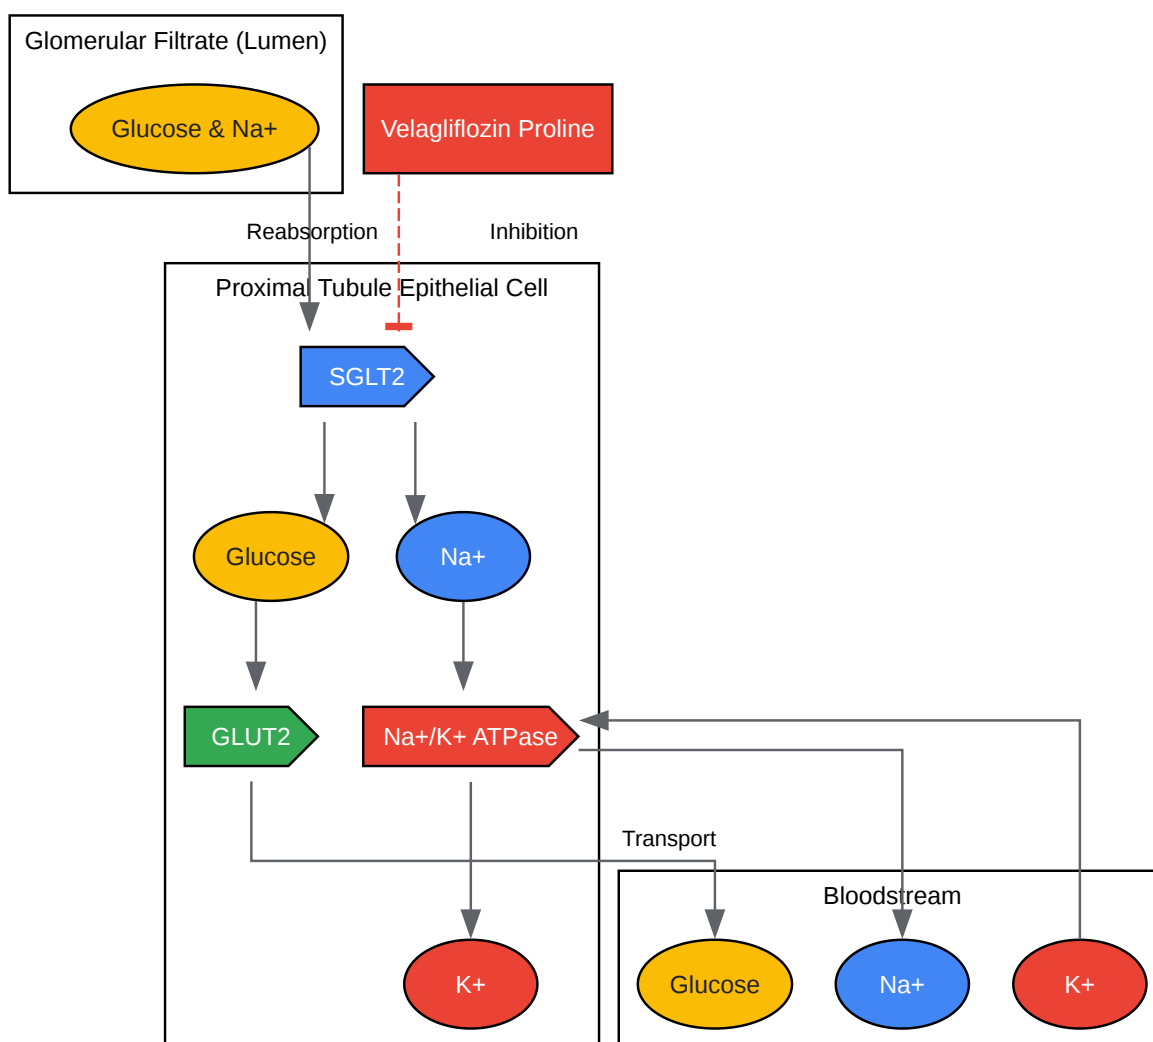 Glomerular Filtrate (Lumen)
Glucose & Na+
Velagliflozin Proline
Reabsorption
Inhibition
Proximal Tubule Epithelial Cell
SGLT2
Glucose
Na+
GLUT2
Na+/K+ ATPase
Transport
Bloodstream
K+
Glucose
Na+
K+